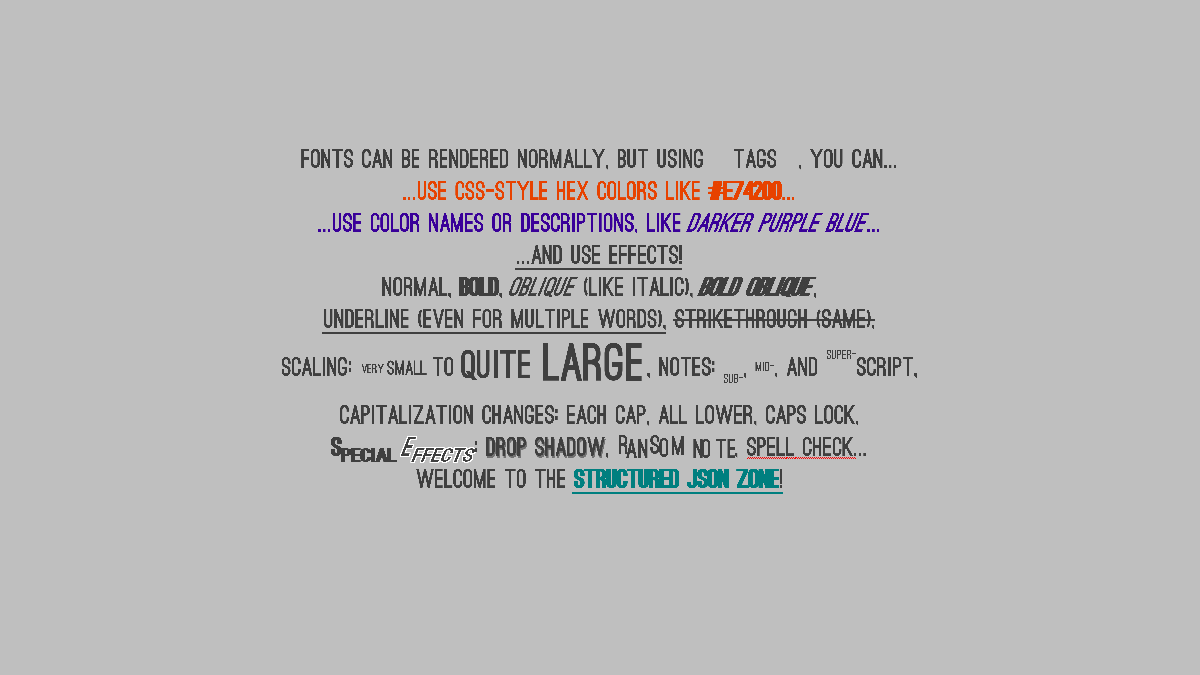 FONTS CAN BE RENDERED NORMALLY, BUT USING TAGS , YOU CAN...
...USE CSS-STYLE HEX COLORS LIKE #E74200...
...USE COLOR NAMES OR DESCRIPTIONS, LIKE DARKER PURPLE BLUE...
...AND USE EFFECTS!
NORMAL, BOLD, OBLIQUE (LIKE ITALIC), BOLD OBLIQUE,
UNDERLINE (EVEN FOR MULTIPLE WORDS), STRIKETHROUGH (SAME),
SCALING: VERY SMALL TO QUITE LARGE, NOTES: SUB-, MID-, AND SUPER-SCRIPT,
CAPITALIZATION CHANGES: EACH CAP, ALL LOWER, CAPS LOCK,
SPECIAL EFFECTS: DROP SHADOW, RANSOM NOTE, SPELL CHECK...
WELCOME TO THE STRUCTURED JSON ZONE!